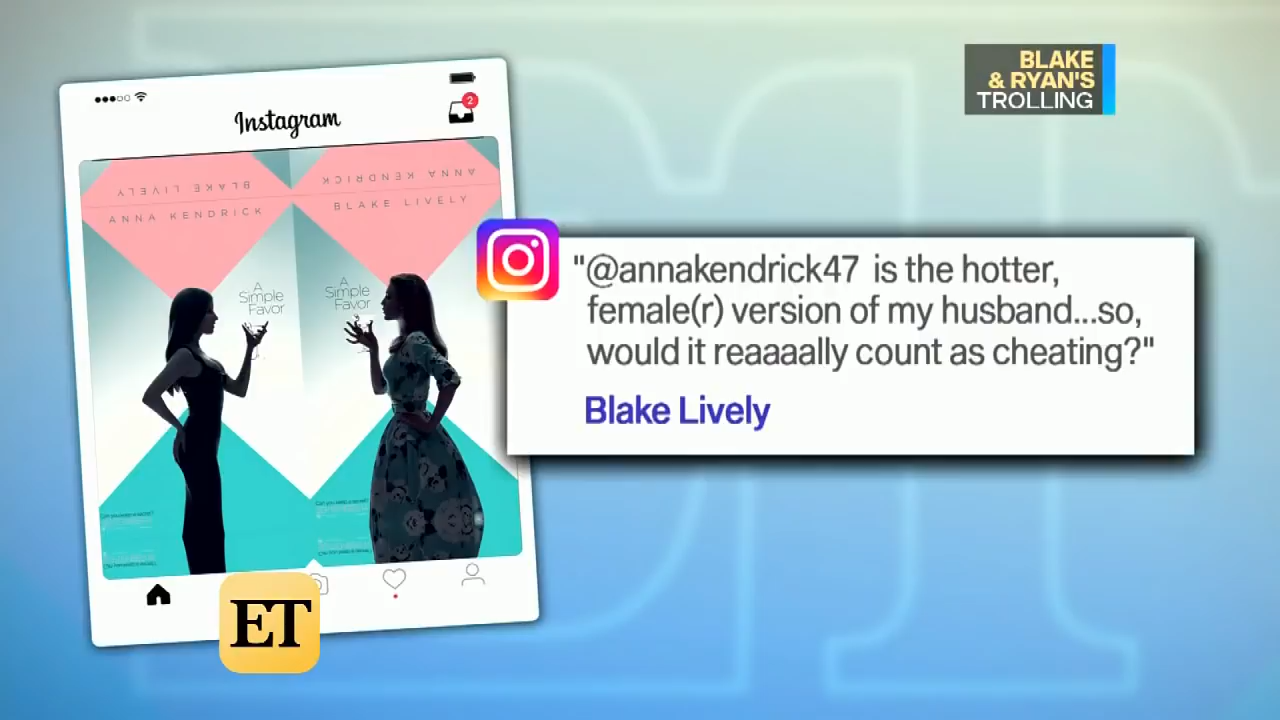 BLAKE
& RYAN'S
TROLLING
Instagram
2
BLAKE LIVELY
ANNA KENDRICK
ANNA KENDRICK
BLAKE LIVELY
A
Simple
Favor
A
Simple
Favor
"@annakendrick47 is the hotter,
female(r) version of my husband...so,
would it reaaaally count as cheating?"
Blake Lively
ET